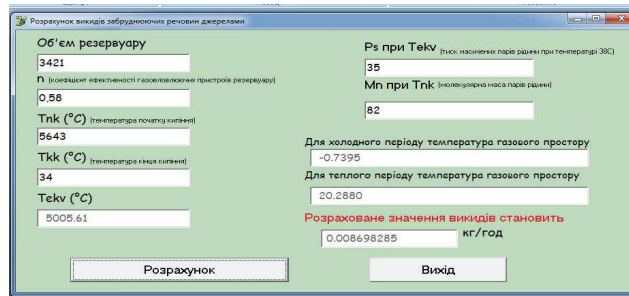 Розрахунок викидів забруднюючих речовин джерелами
Об'єм резервуару
3421
n (коефіцієнт ефективності газовловлюючих пристроїв резервуару)
0,58
Tnk (°C) (температура початку кипіння)
5643
Tkk (°C) (температура кінця кипіння)
34
Tekv (°C)
5005.61
Ps при Tekv (тиск насичених парів рідини при температурі 38С)
35
Mn при Tnk (молекулярна маса парів рідини)
82
Для холодного періоду температура газового простору
-0.7395
Для теплого періоду температура газового простору
20.2880
Розраховане значення викидів становить
0.008698285 кг/год
Розрахунок
Вихід